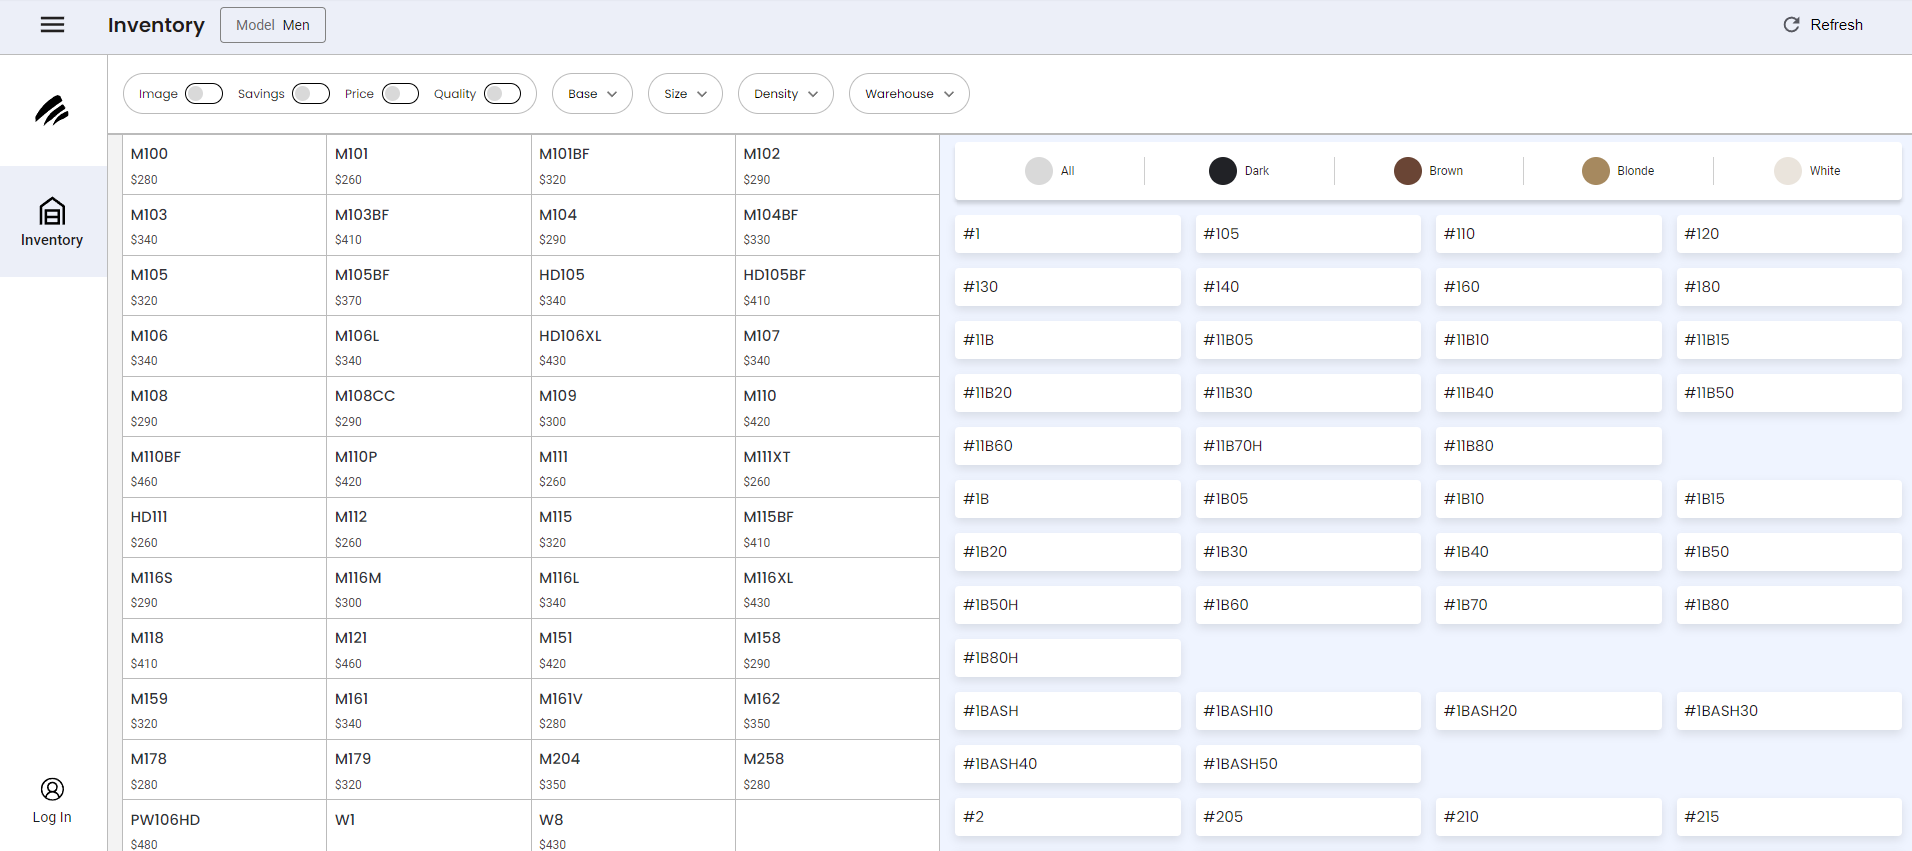 Inventory Model Men Refresh
Image Savings Price Quality Base Size Density Warehouse
Inventory
Log In
M100 M101 M101BF M102
$280 $260 $320 $290
M103 M103BF M104 M104BF
$340 $410 $290 $330
M105 M105BF HD105 HD105BF
$320 $370 $340 $410
M106 M106L HD106XL M107
$340 $340 $430 $340
M108 M108CC M109 M110
$290 $290 $300 $420
M110BF M110P M111 M111XT
$460 $420 $260 $260
HD111 M112 M115 M115BF
$260 $260 $320 $410
M116S M116M M116L M116XL
$290 $300 $340 $430
M118 M121 M151 M158
$410 $460 $420 $290
M159 M161 M161V M162
$320 $340 $280 $350
M178 M179 M204 M258
$280 $320 $350 $280
PW106HD W1 W8
$480 $430
All Dark Brown Blonde White
#1 #105 #110 #120
#130 #140 #160 #180
#11B #11B05 #11B10 #11B15
#11B20 #11B30 #11B40 #11B50
#11B60 #11B70H #11B80
#1B #1B05 #1B10 #1B15
#1B20 #1B30 #1B40 #1B50
#1B50H #1B60 #1B70 #1B80
#1B80H
#1BASH #1BASH10 #1BASH20 #1BASH30
#1BASH40 #1BASH50
#2 #205 #210 #215